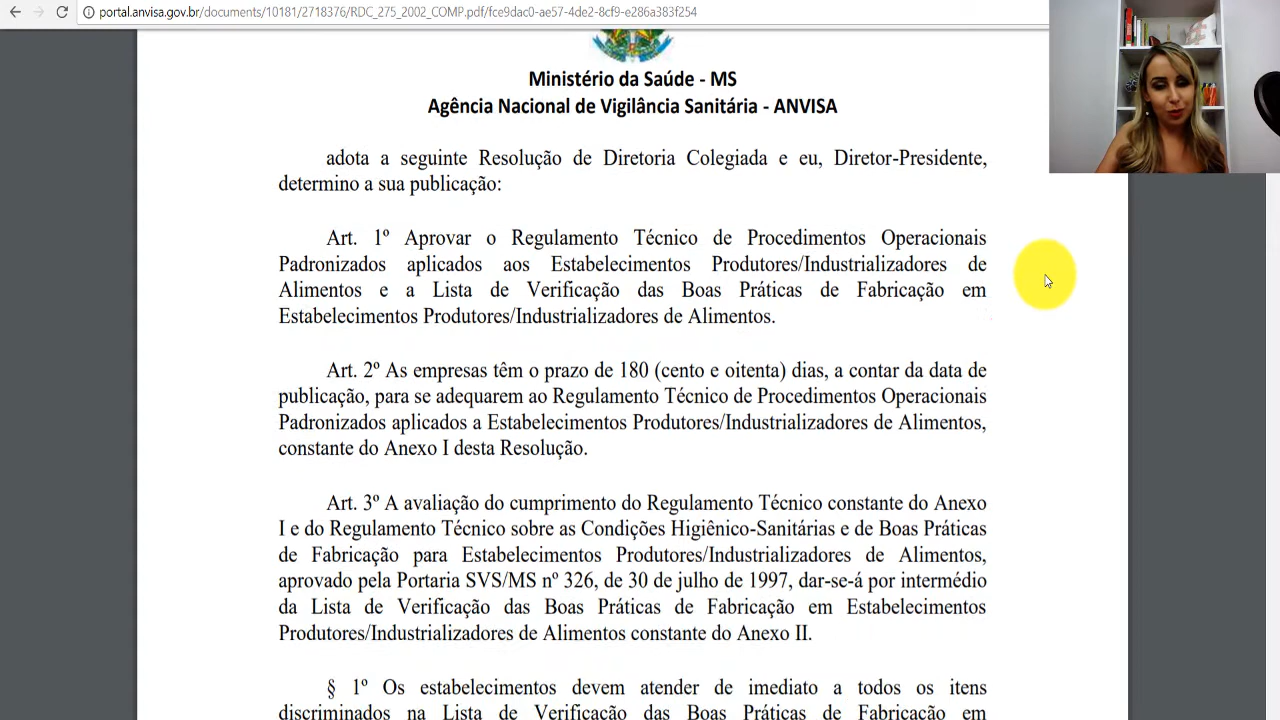 portal.anvisa.gov.br/documents/10181/2718376/RDC_275_2002_COMP.pdf/fce9dac0-ae57-4de2-8cf9-e286a383f254
Ministério da Saúde - MS
Agência Nacional de Vigilância Sanitária - ANVISA
adota a seguinte Resolução de Diretoria Colegiada e eu, Diretor-Presidente,
determino a sua publicação:
Art. 1º Aprovar o Regulamento Técnico de Procedimentos Operacionais
Padronizados aplicados aos Estabelecimentos Produtores/Industrializadores de
Alimentos e a Lista de Verificação das Boas Práticas de Fabricação em
Estabelecimentos Produtores/Industrializadores de Alimentos.
Art. 2º As empresas têm o prazo de 180 (cento e oitenta) dias, a contar da data de
publicação, para se adequarem ao Regulamento Técnico de Procedimentos Operacionais
Padronizados aplicados a Estabelecimentos Produtores/Industrializadores de Alimentos,
constante do Anexo I desta Resolução.
Art. 3º A avaliação do cumprimento do Regulamento Técnico constante do Anexo
I e do Regulamento Técnico sobre as Condições Higiênico-Sanitárias e de Boas Práticas
de Fabricação para Estabelecimentos Produtores/Industrializadores de Alimentos,
aprovado pela Portaria SVS/MS nº 326, de 30 de julho de 1997, dar-se-á por intermédio
da Lista de Verificação das Boas Práticas de Fabricação em Estabelecimentos
Produtores/Industrializadores de Alimentos constante do Anexo II.
§ 1º Os estabelecimentos devem atender de imediato a todos os itens
discriminados na Lista de Verificação das Boas Práticas de Fabricação em